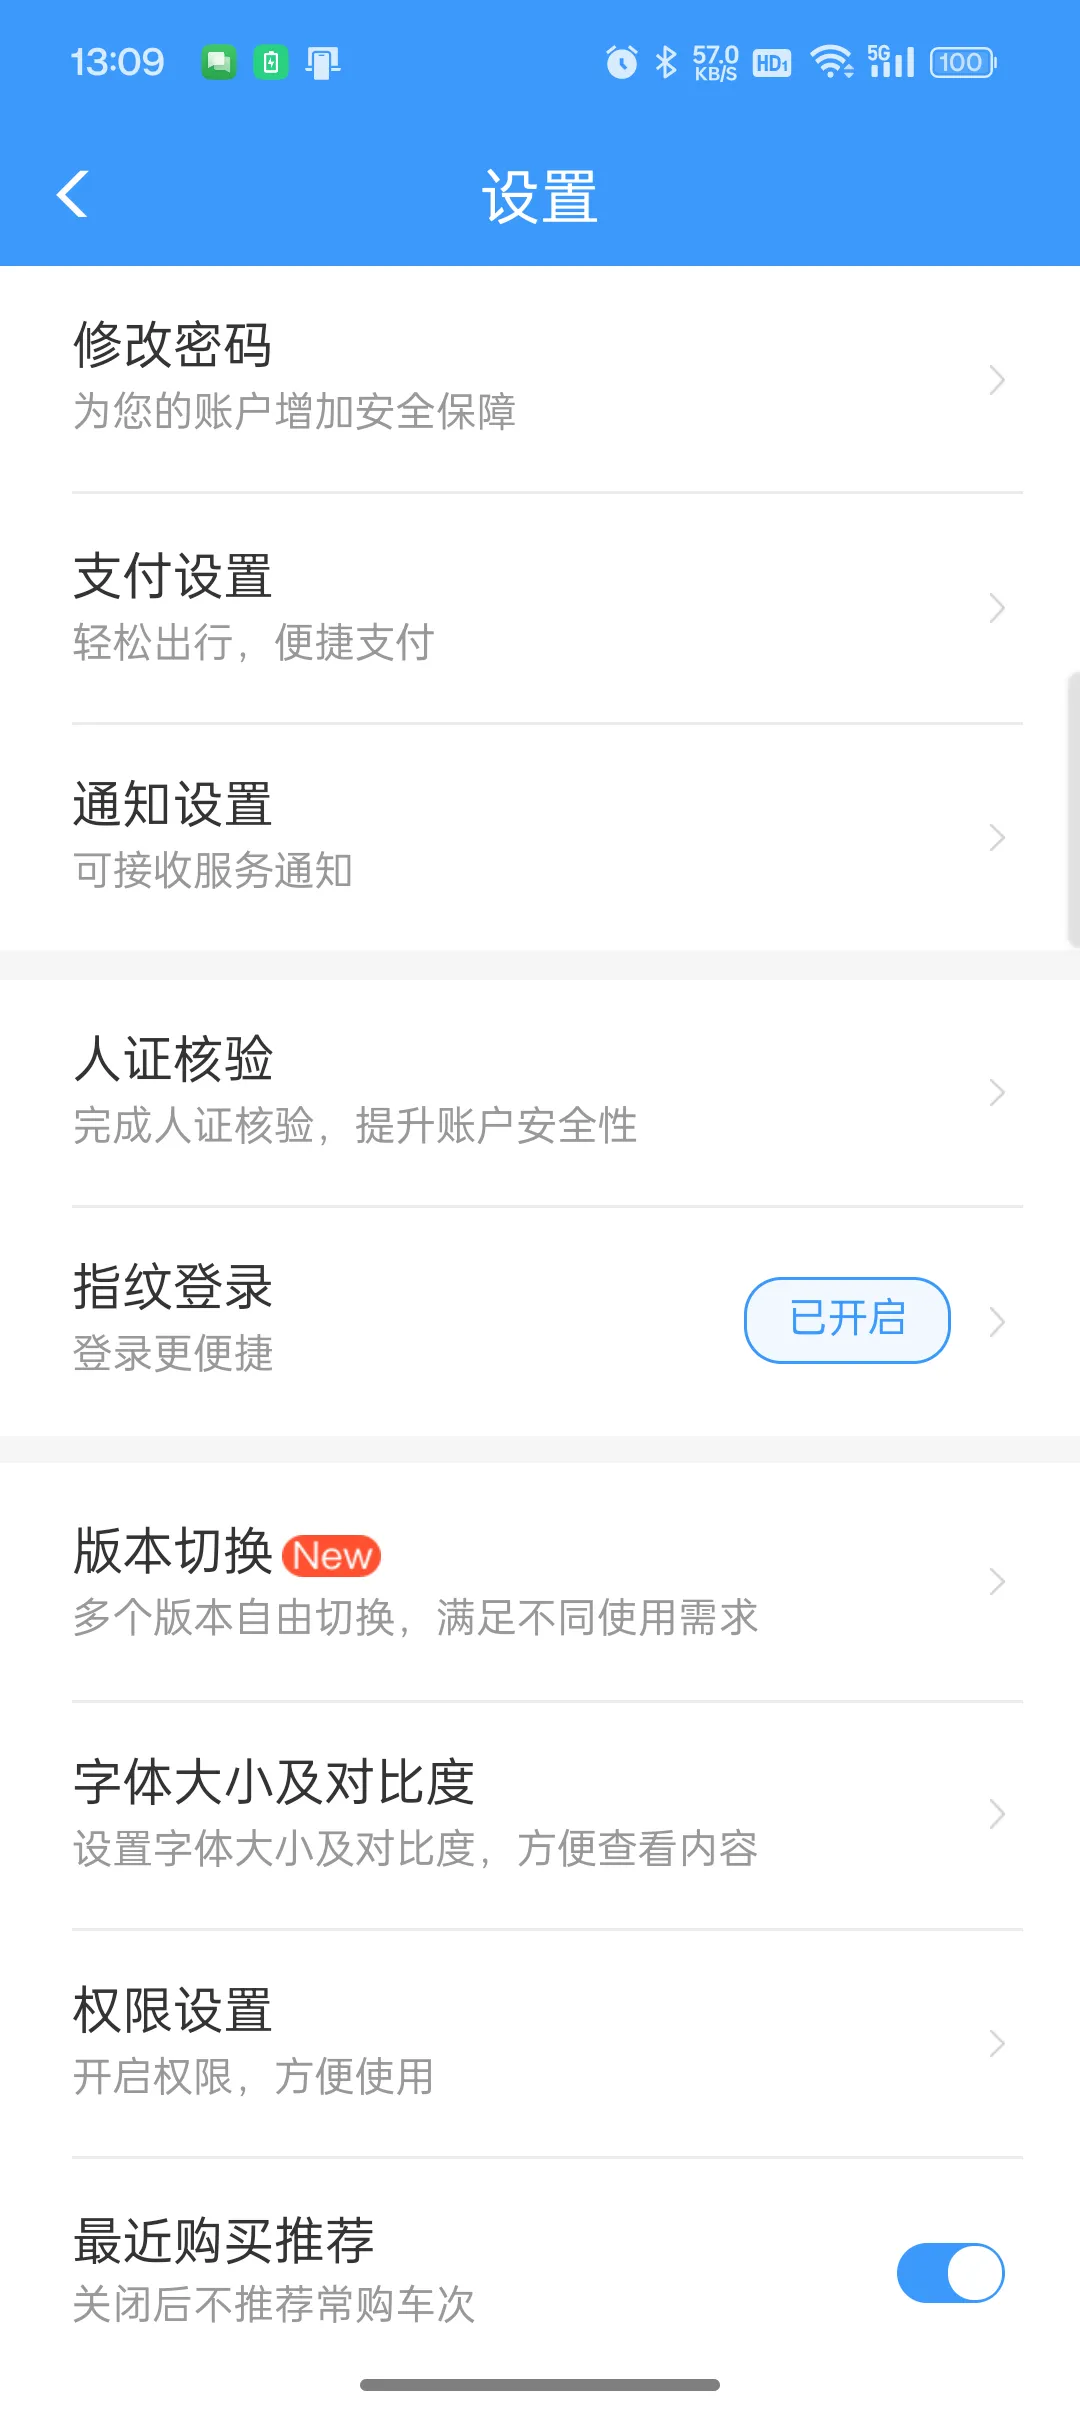 13:09 57.0 KB/S HD1 5G 100
设置
修改密码
为您的账户增加安全保障
支付设置
轻松出行，便捷支付
通知设置
可接收服务通知
人证核验
完成人证核验，提升账户安全性
指纹登录
登录更便捷
已开启
版本切换 New
多个版本自由切换，满足不同使用需求
字体大小及对比度
设置字体大小及对比度，方便查看内容
权限设置
开启权限，方便使用
最近购买推荐
关闭后不推荐常购车次